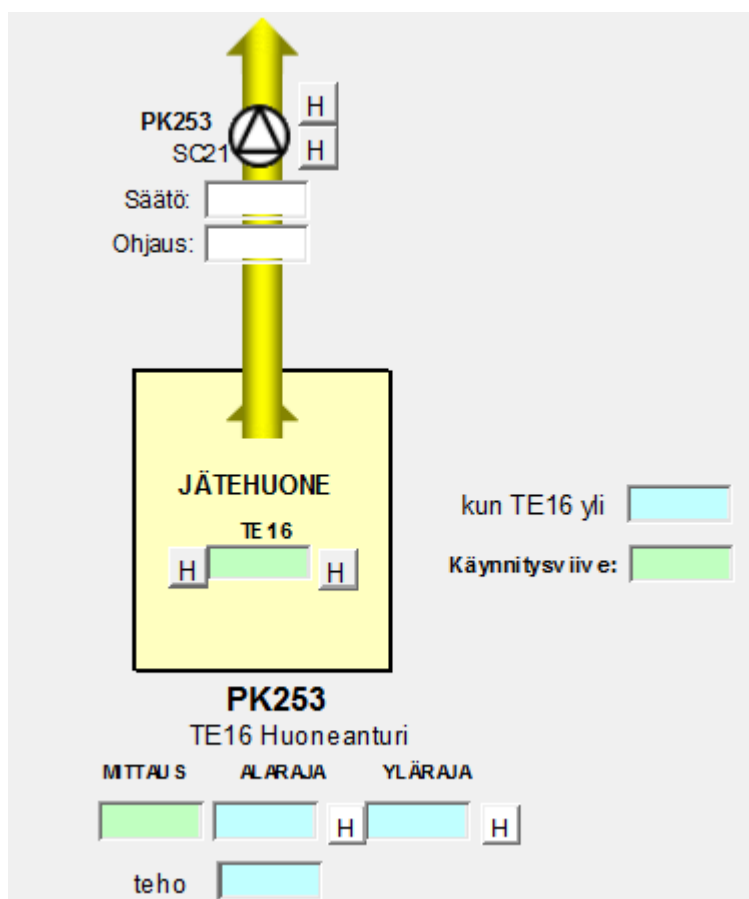 H
PK253
SC21
H
Säätö:
Ohjaus:
JÄTEHUONE
TE16
H
H
kun TE16 yli
Käynnitysviive:
PK253
TE16 Huoneanturi
MITTAUS ALARAJA YLÄRAJA
H H
teho